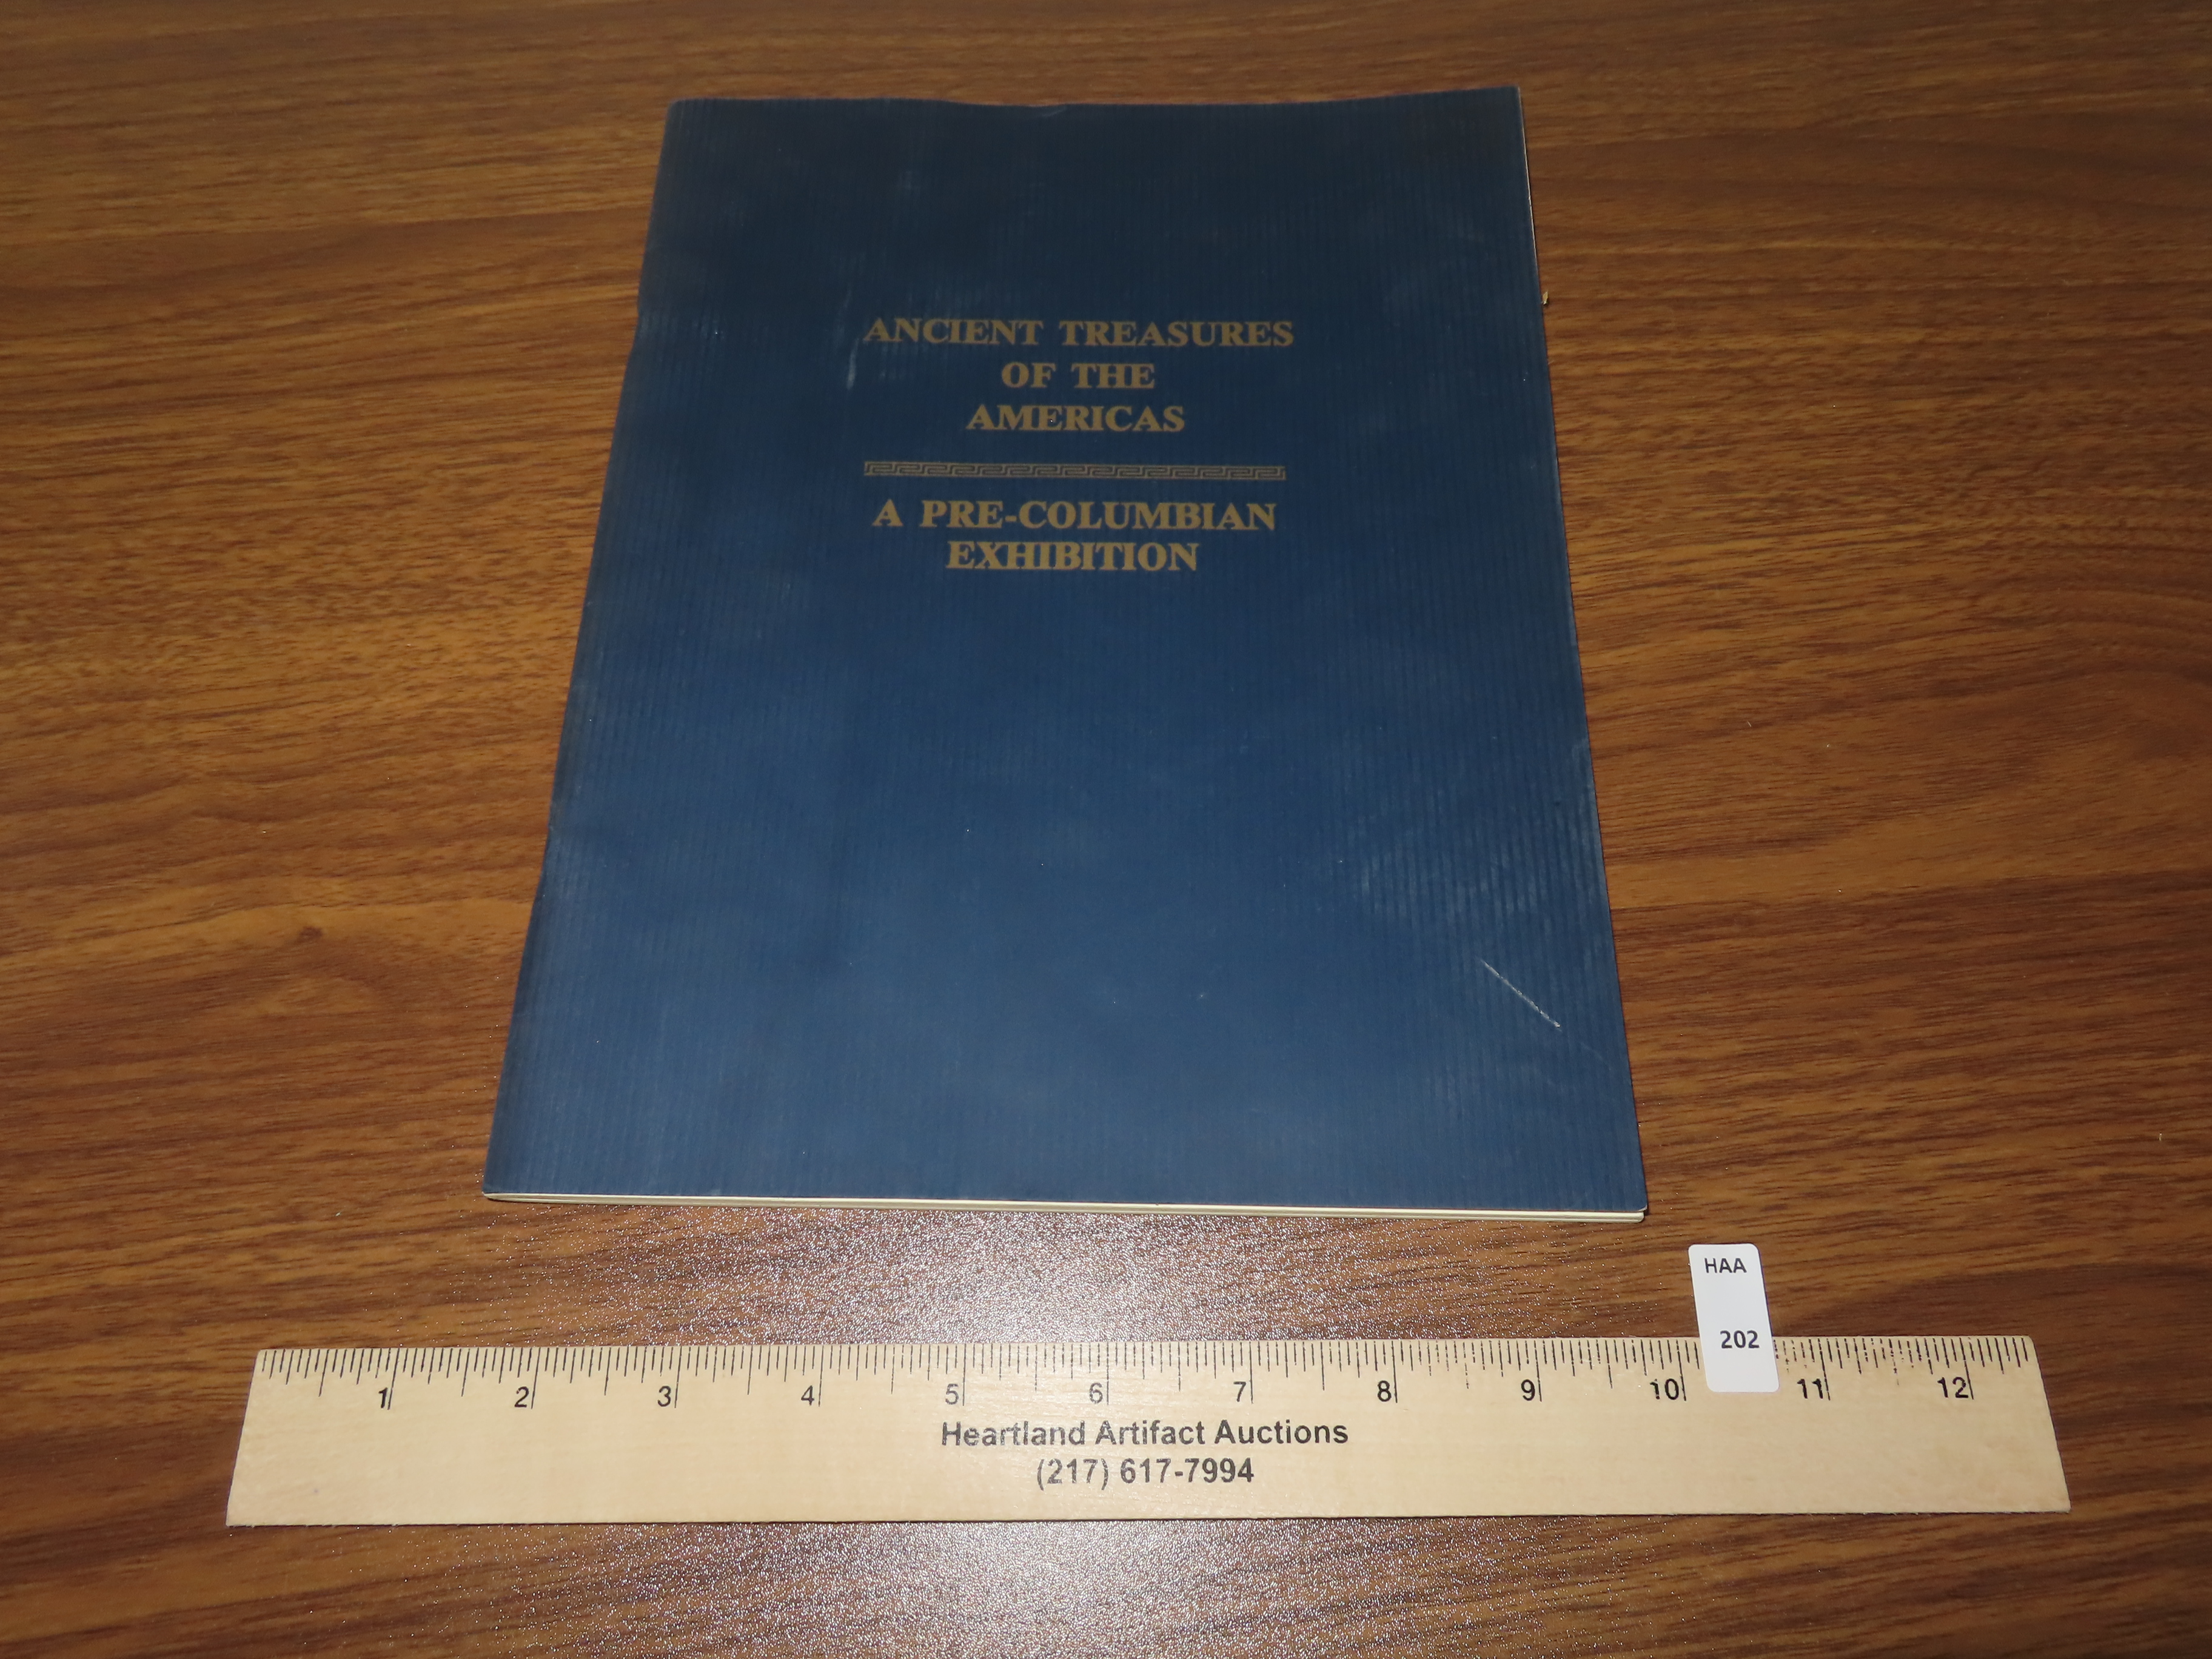 ANCIENT TREASURES
OF THE
AMERICAS
A PRE-COLUMBIAN
EXHIBITION
HAA
202
1 2 3 4 5 6 7 8 9 10 11 12
Heartland Artifact Auctions
(217) 617-7994